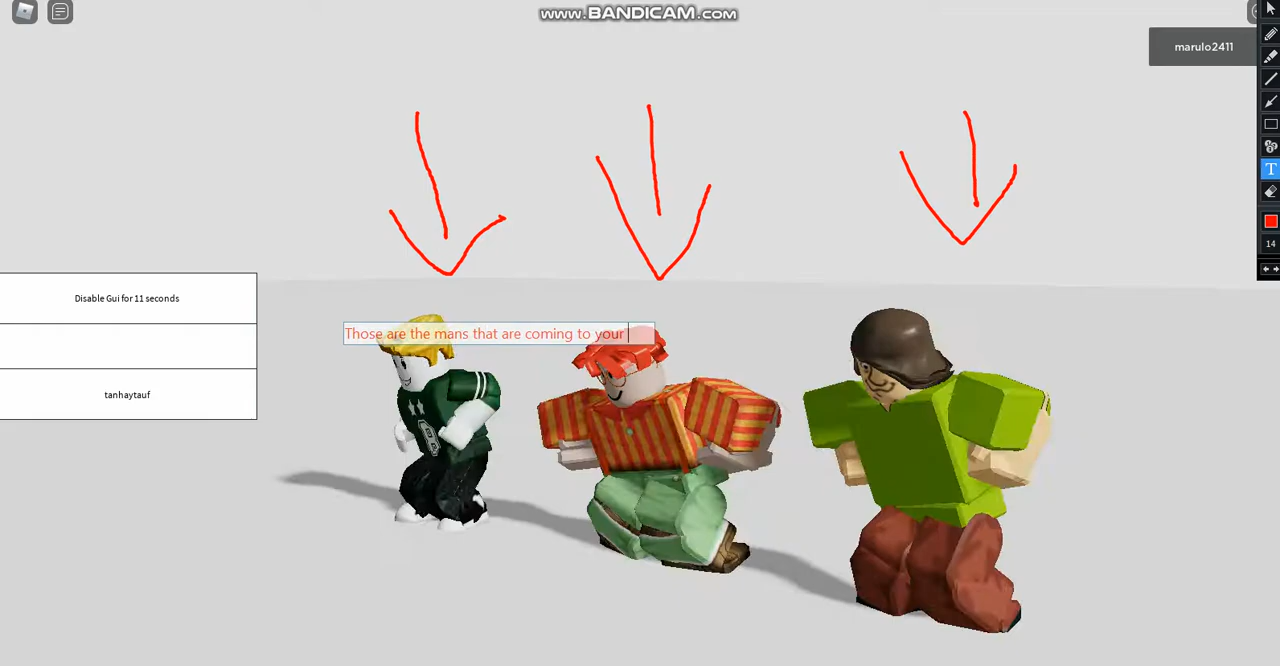 www.BANDICAM.com
marulo2411
Disable Gui for 11 seconds
Those are the mans that are coming to your
tanhaytauf
T
14